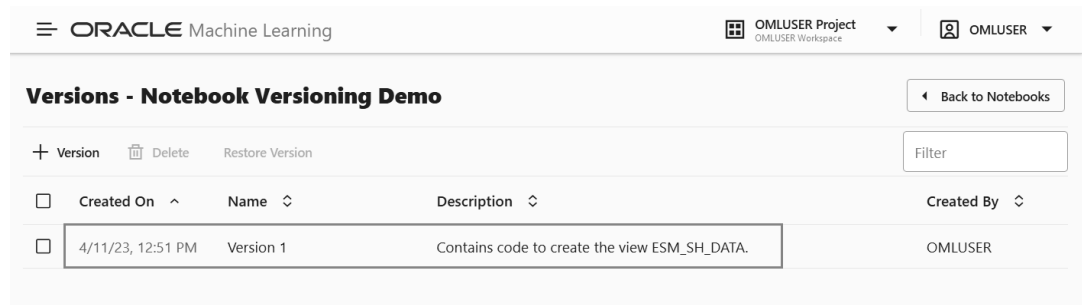 ORACLE Machine Learning
OMLUSER Project
OMLUSER Workspace
OMLUSER
Versions - Notebook Versioning Demo
Back to Notebooks
Version Delete Restore Version Filter
Created On Name Description Created By
4/11/23, 12:51 PM Version 1 Contains code to create the view ESM_SH_DATA. OMLUSER